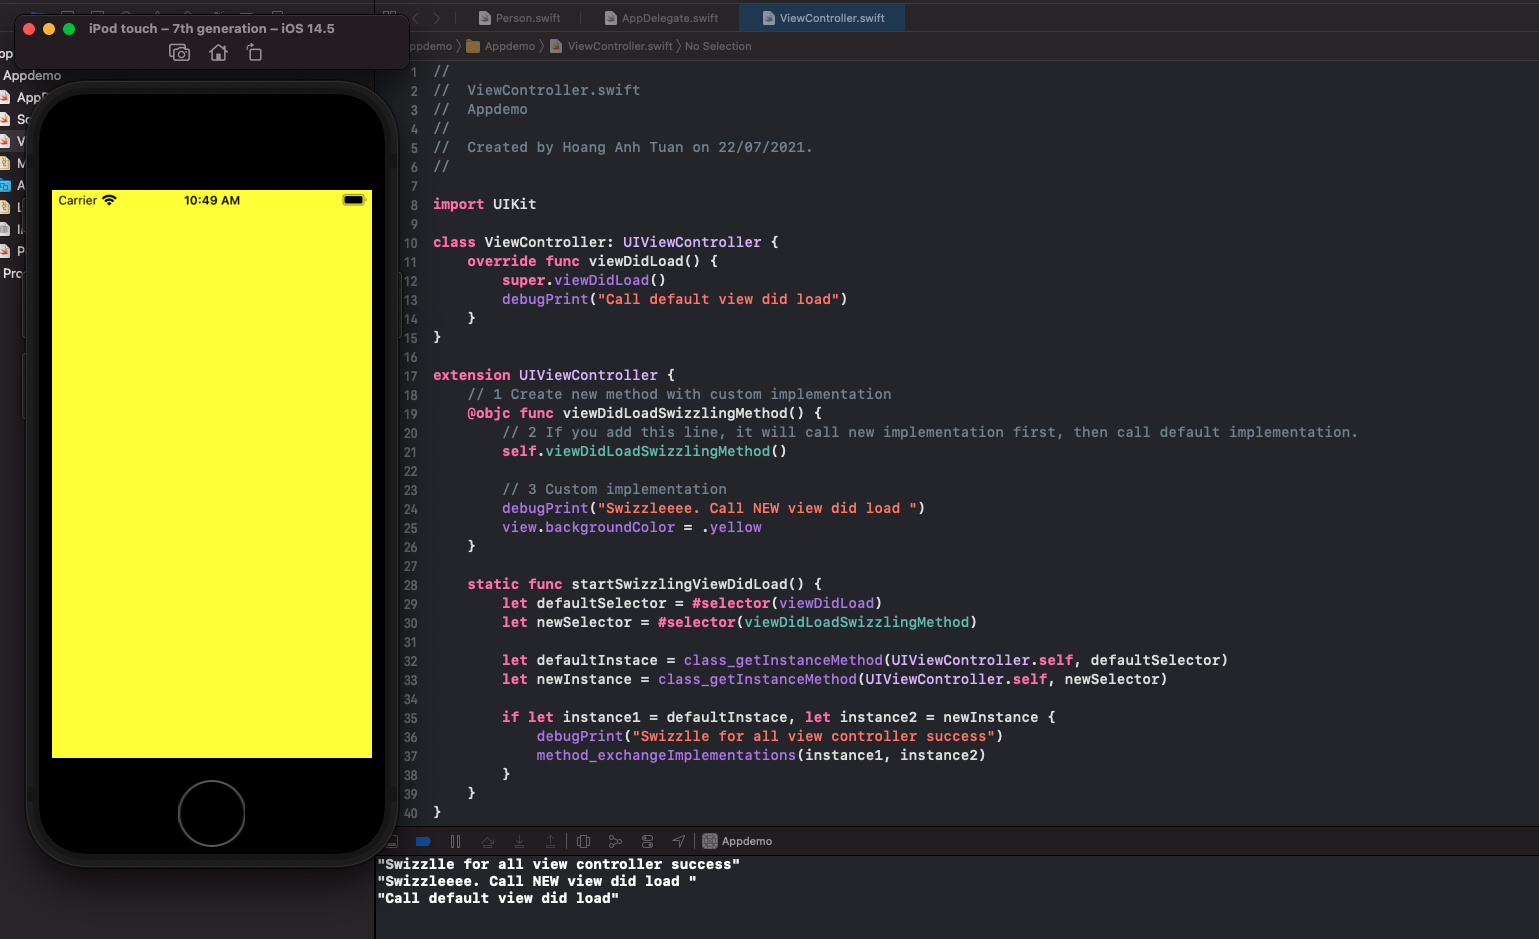 iPod touch – 7th generation – iOS 14.5
Person.swift
AppDelegate.swift
ViewController.swift
Appdemo
ViewController.swift
No Selection
Appdemo
Carrier
10:49 AM
1 //
2 //  ViewController.swift
3 //  Appdemo
4 //
5 //  Created by Hoang Anh Tuan on 22/07/2021.
6 //
7
8 import UIKit
9
10 class ViewController: UIViewController {
11     override func viewDidLoad() {
12         super.viewDidLoad()
13         debugPrint("Call default view did load")
14     }
15 }
16
17 extension UIViewController {
18     // 1 Create new method with custom implementation
19     @objc func viewDidLoadSwizzlingMethod() {
20         // 2 If you add this line, it will call new implementation first, then call default implementation.
21         self.viewDidLoadSwizzlingMethod()
22
23         // 3 Custom implementation
24         debugPrint("Swizzleeee. Call NEW view did load ")
25         view.backgroundColor = .yellow
26     }
27
28     static func startSwizzlingViewDidLoad() {
29         let defaultSelector = #selector(viewDidLoad)
30         let newSelector = #selector(viewDidLoadSwizzlingMethod)
31
32         let defaultInstace = class_getInstanceMethod(UIViewController.self, defaultSelector)
33         let newInstance = class_getInstanceMethod(UIViewController.self, newSelector)
34
35         if let instance1 = defaultInstace, let instance2 = newInstance {
36             debugPrint("Swizzlle for all view controller success")
37             method_exchangeImplementations(instance1, instance2)
38         }
39     }
40 }
Appdemo
"Swizzlle for all view controller success"
"Swizzleeee. Call NEW view did load "
"Call default view did load"